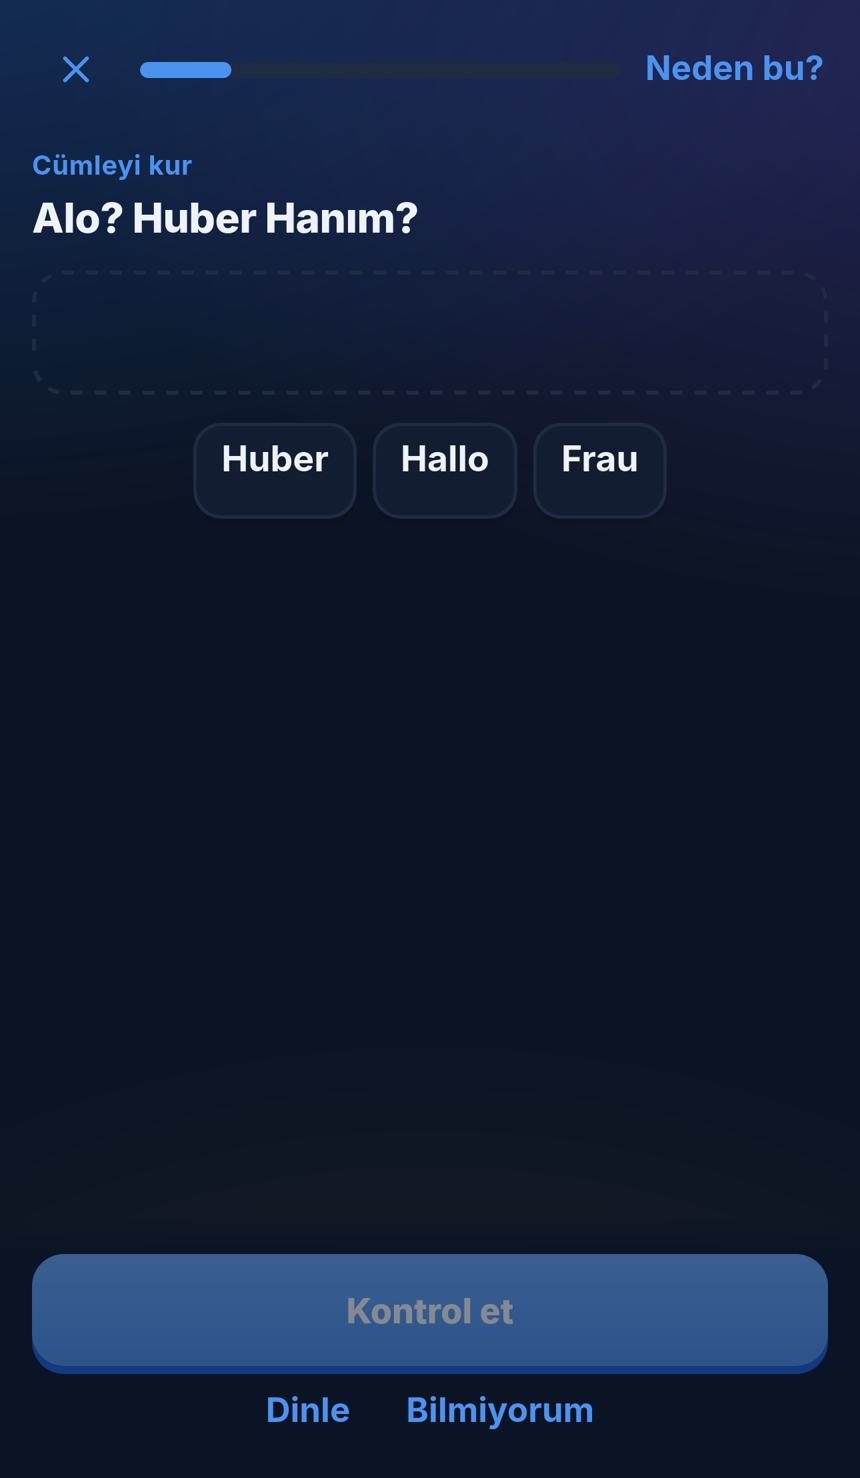 Neden bu?
Cümleyi kur
Alo? Huber Hanım?
Huber Hallo Frau
Kontrol et
Dinle Bilmiyorum